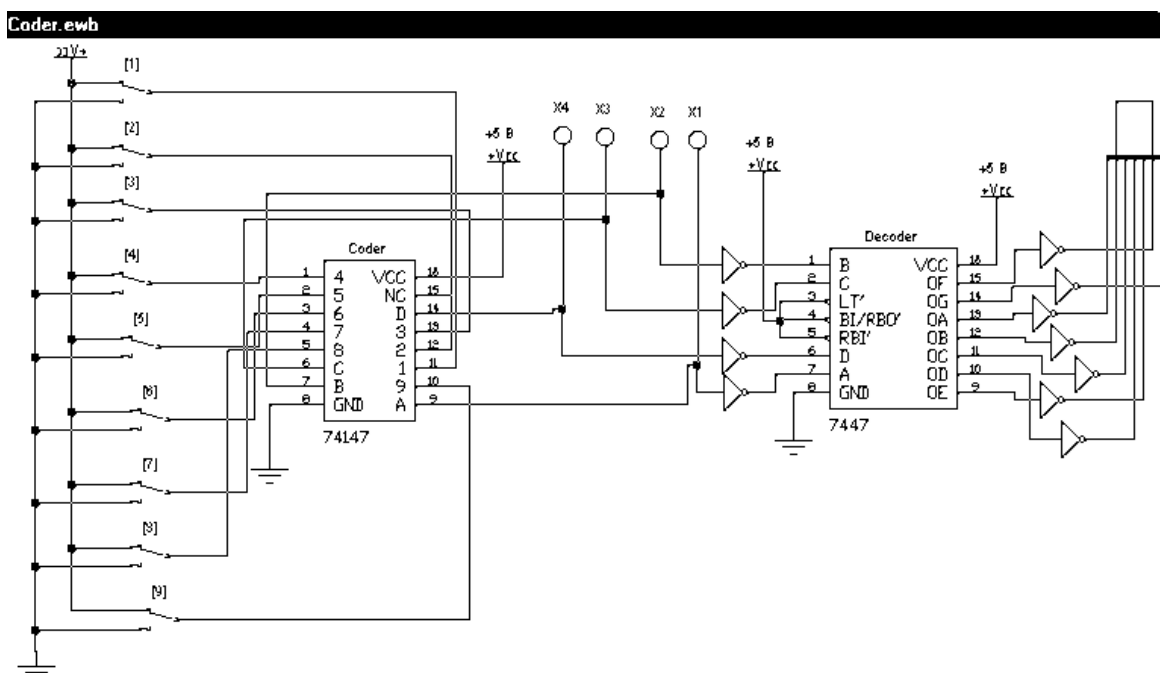 Coder.ewb
[1]
[2]
[3]
[4]
[5]
[6]
[7]
[9]
X4
X3
X2
X1
+5 В
+Vcc
+5 В
+Vcc
+5 В
+Vcc
Coder
1 4 VCC 16
2 5 NC 15
3 6 D 14
4 7 3 13
5 8 2 12
6 C 1 11
7 B 9 10
8 GND A 9
74147
Decoder
1 B VCC 16
2 C OF 15
3 LT' OG 14
4 BI/RBO' OA 13
5 RBI' OB 12
6 D OC 11
7 A OD 10
8 GND OE 9
7447